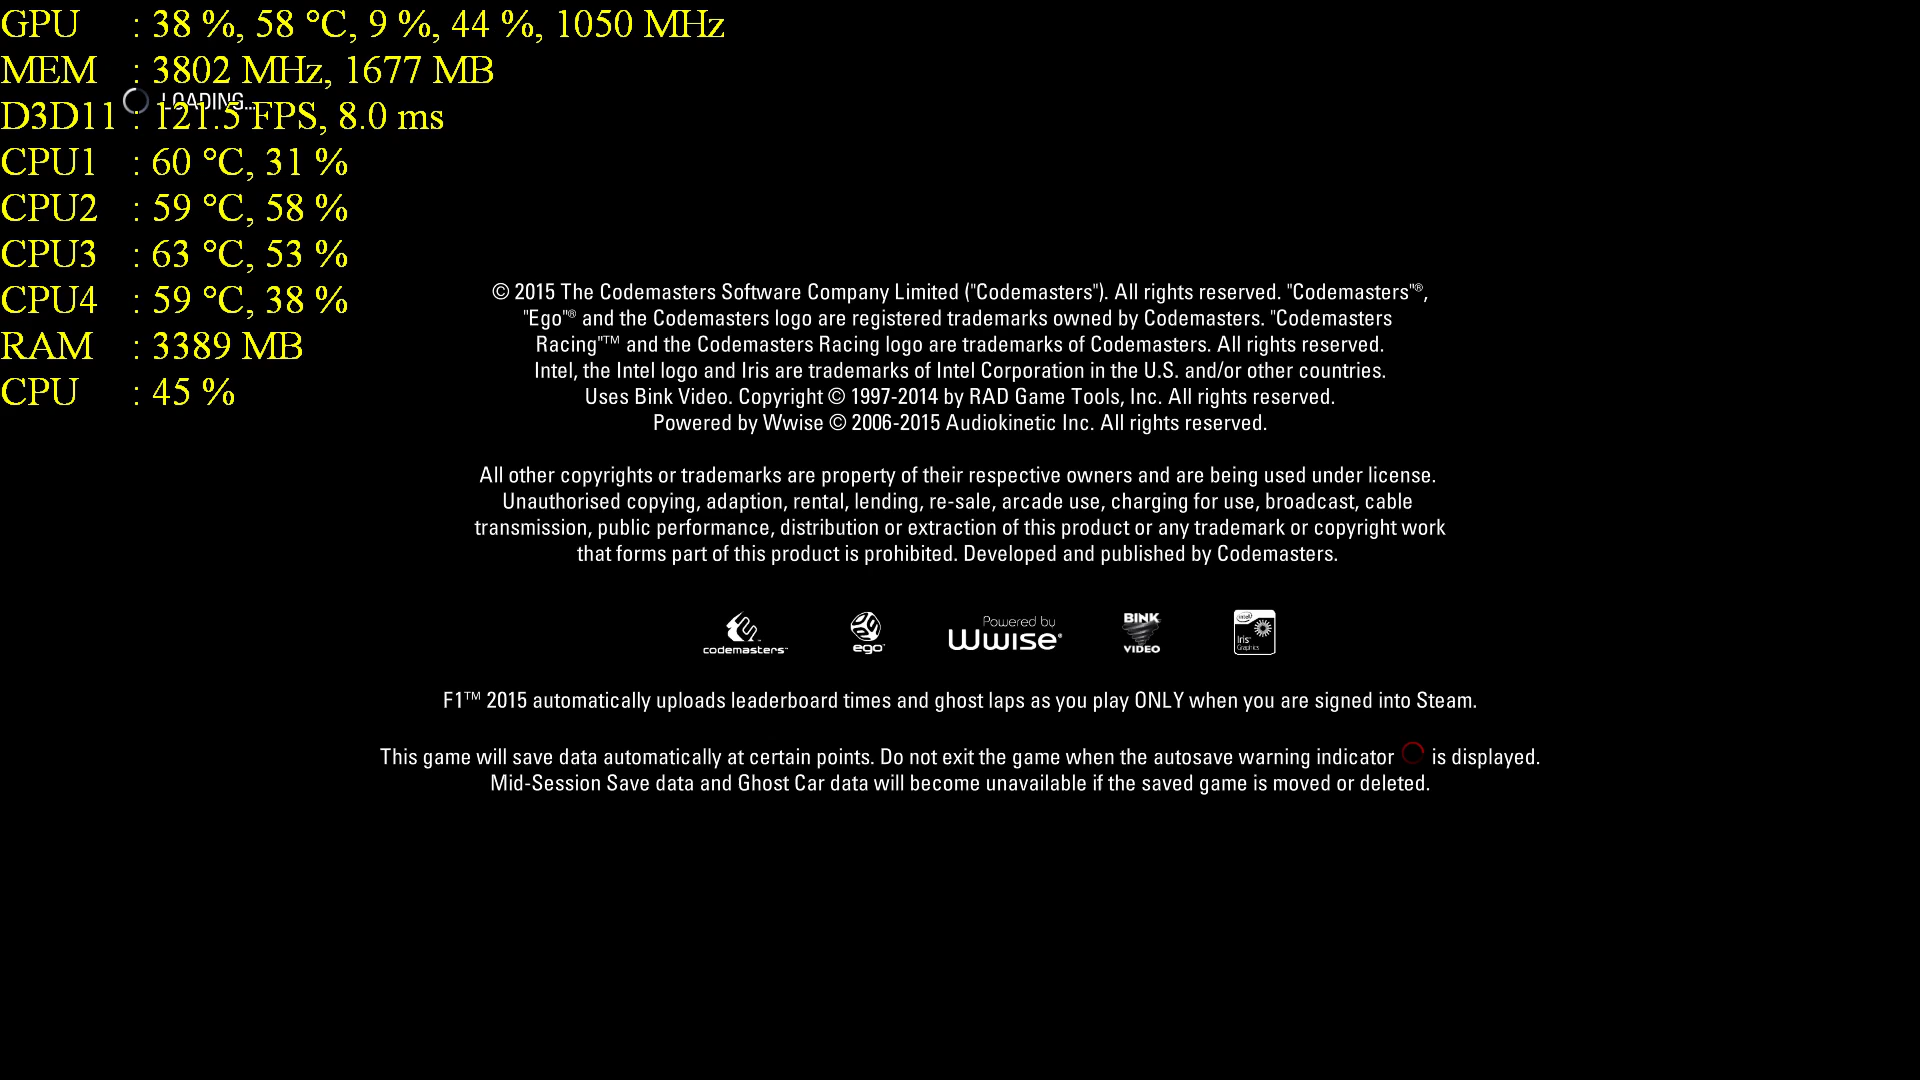 GPU : 38 %, 58 °C, 9 %, 44 %, 1050 MHz
MEM : 3802 MHz, 1677 MB
LOADING...
D3D11 : 121.5 FPS, 8.0 ms
CPU1 : 60 °C, 31 %
CPU2 : 59 °C, 58 %
CPU3 : 63 °C, 53 %
CPU4 : 59 °C, 38 %
RAM : 3389 MB
CPU : 45 %
© 2015 The Codemasters Software Company Limited ("Codemasters"). All rights reserved. "Codemasters"®,
"Ego"® and the Codemasters logo are registered trademarks owned by Codemasters. "Codemasters
Racing"™ and the Codemasters Racing logo are trademarks of Codemasters. All rights reserved.
Intel, the Intel logo and Iris are trademarks of Intel Corporation in the U.S. and/or other countries.
Uses Bink Video. Copyright © 1997-2014 by RAD Game Tools, Inc. All rights reserved.
Powered by Wwise © 2006-2015 Audiokinetic Inc. All rights reserved.
All other copyrights or trademarks are property of their respective owners and are being used under license.
Unauthorised copying, adaption, rental, lending, re-sale, arcade use, charging for use, broadcast, cable
transmission, public performance, distribution or extraction of this product or any trademark or copyright work
that forms part of this product is prohibited. Developed and published by Codemasters.
codemasters™
ego
Powered by
Wwise®
BINK
VIDEO
intel
Iris™
Graphics
F1™ 2015 automatically uploads leaderboard times and ghost laps as you play ONLY when you are signed into Steam.
This game will save data automatically at certain points. Do not exit the game when the autosave warning indicator is displayed.
Mid-Session Save data and Ghost Car data will become unavailable if the saved game is moved or deleted.